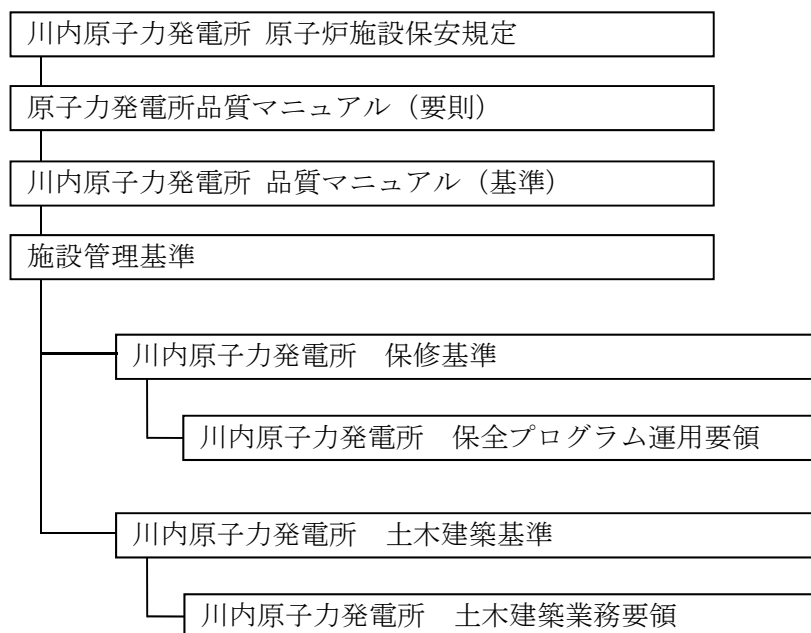 川内原子力発電所 原子炉施設保安規定
原子力発電所品質マニュアル（要則）
川内原子力発電所 品質マニュアル（基準）
施設管理基準
川内原子力発電所　保修基準
川内原子力発電所　保全プログラム運用要領
川内原子力発電所　土木建築基準
川内原子力発電所　土木建築業務要領